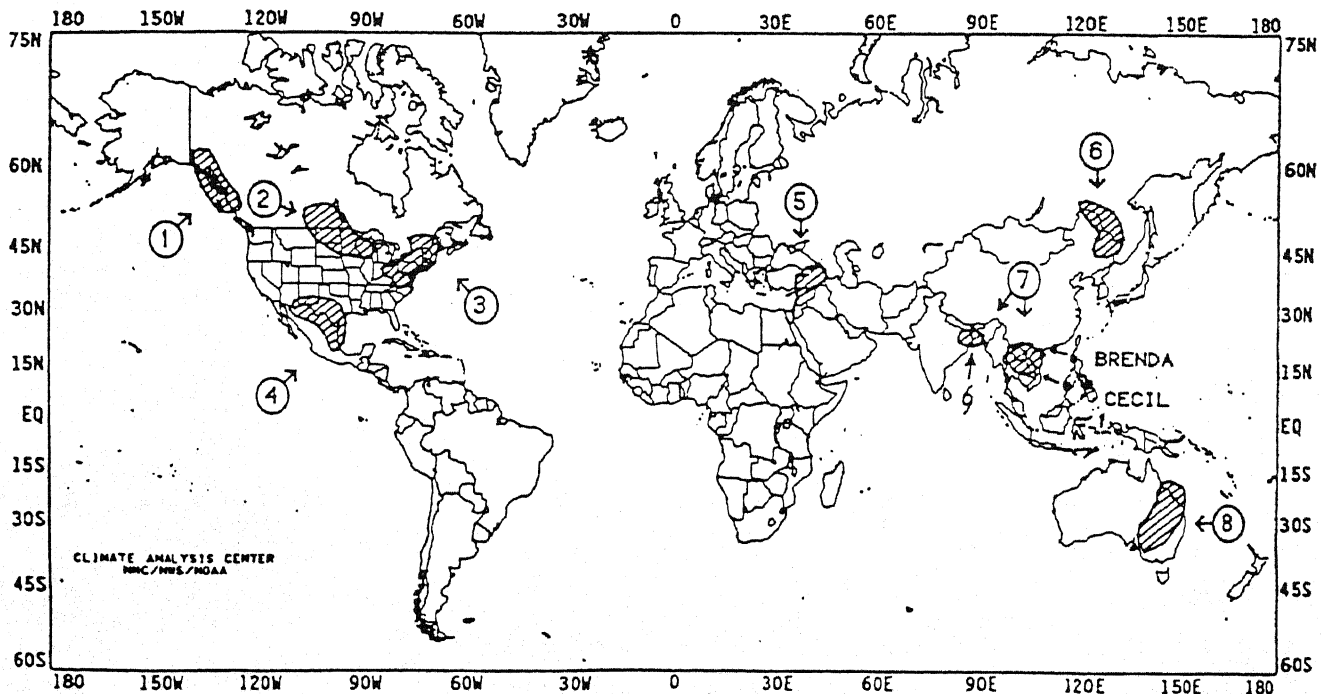 180 150W 120W 90W 60W 30W 0 30E 60E 90E 120E 150E 180
75N 75N
6
60N 60N
2
5
1
45N 45N
7
3
30N 30N
BRENDA
15N 15N
4
CECIL
EQ EQ
15S 15S
8
30S 30S
CLIMATE ANALYSIS CENTER
NMC/NWS/NOAA
45S 45S
60S 60S
180 150W 120W 90W 60W 30W 0 30E 60E 90E 120E 150E 180